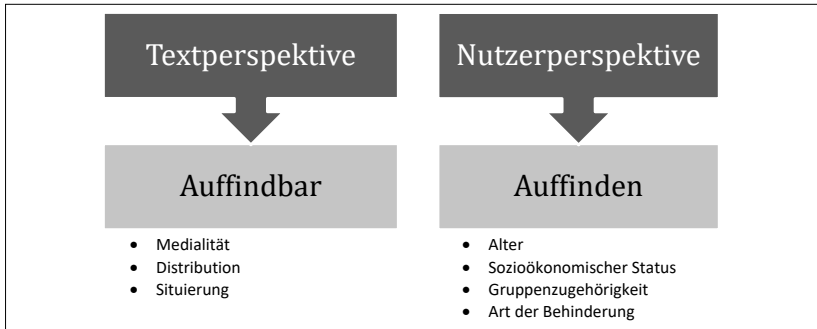 Textperspektive
Auffindbar
• Medialität
• Distribution
• Situierung
Nutzerperspektive
Auffinden
• Alter
• Sozioökonomischer Status
• Gruppenzugehörigkeit
• Art der Behinderung